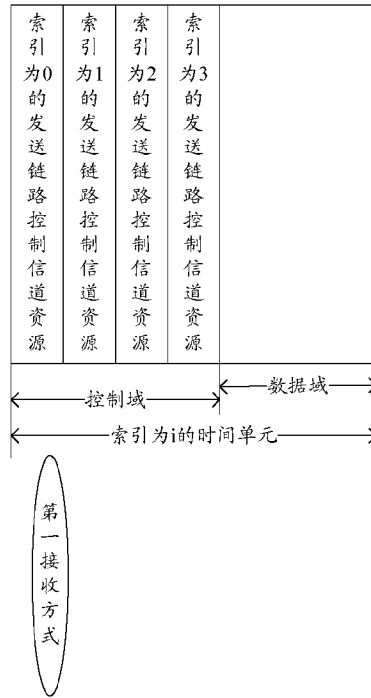 索引为0的发送链路控制信道资源
索引为1的发送链路控制信道资源
索引为2的发送链路控制信道资源
索引为3的发送链路控制信道资源
控制域
数据域
索引为i的时间单元
第一接收方式